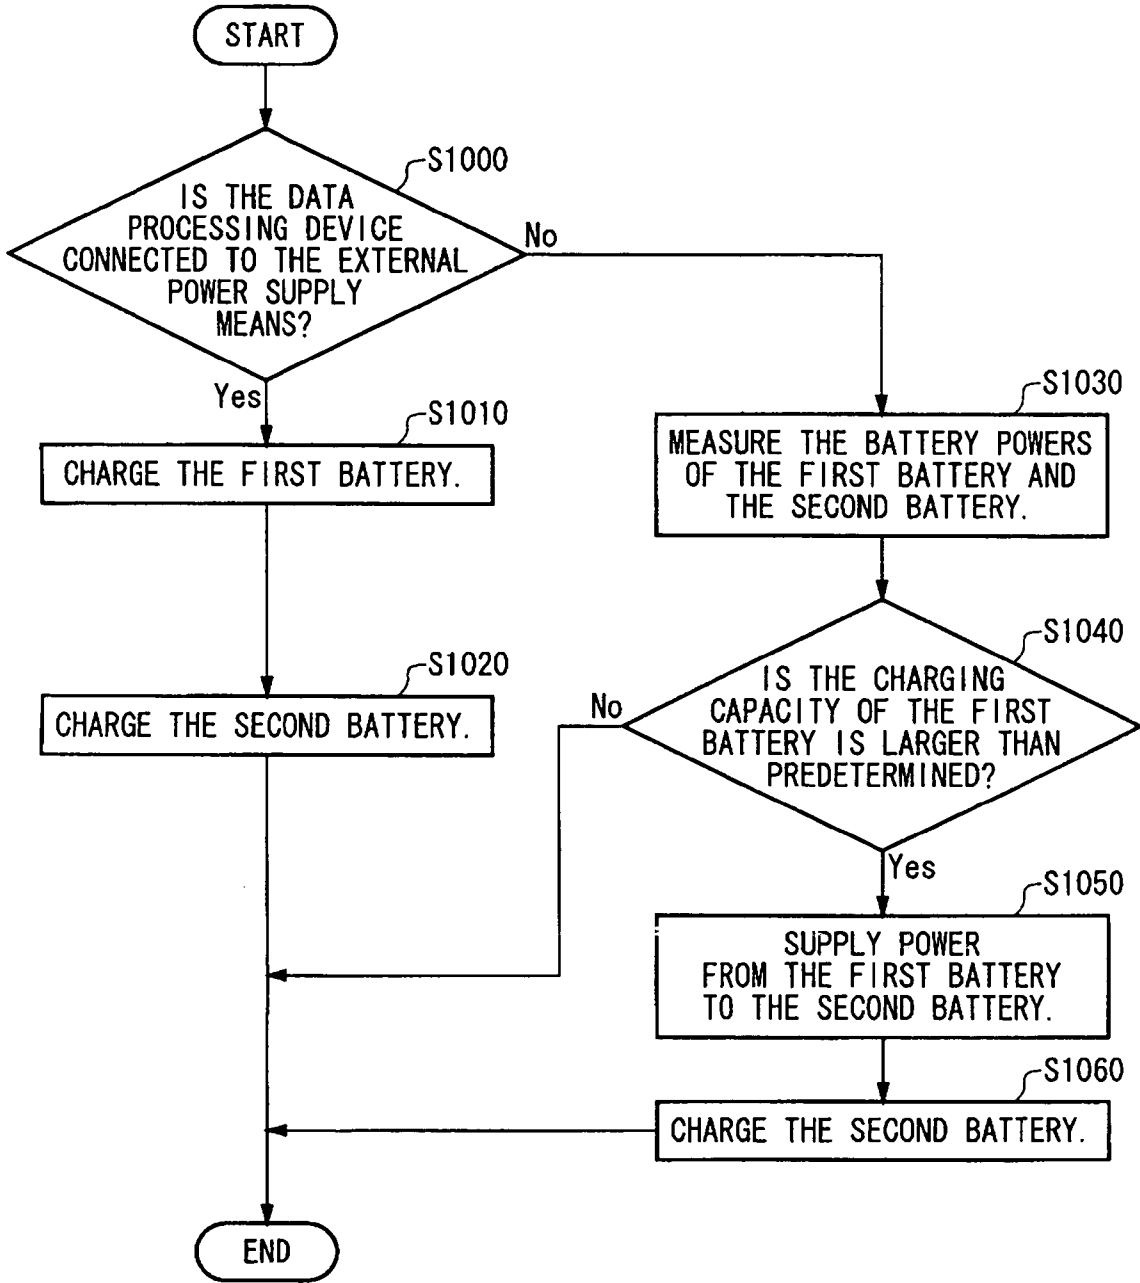 START
S1000
IS THE DATA
PROCESSING DEVICE
CONNECTED TO THE EXTERNAL
POWER SUPPLY
MEANS?
No
Yes
S1010
CHARGE THE FIRST BATTERY.
S1020
CHARGE THE SECOND BATTERY.
S1030
MEASURE THE BATTERY POWERS
OF THE FIRST BATTERY AND
THE SECOND BATTERY.
S1040
IS THE CHARGING
CAPACITY OF THE FIRST
BATTERY IS LARGER THAN
PREDETERMINED?
No
Yes
S1050
SUPPLY POWER
FROM THE FIRST BATTERY
TO THE SECOND BATTERY.
S1060
CHARGE THE SECOND BATTERY.
END